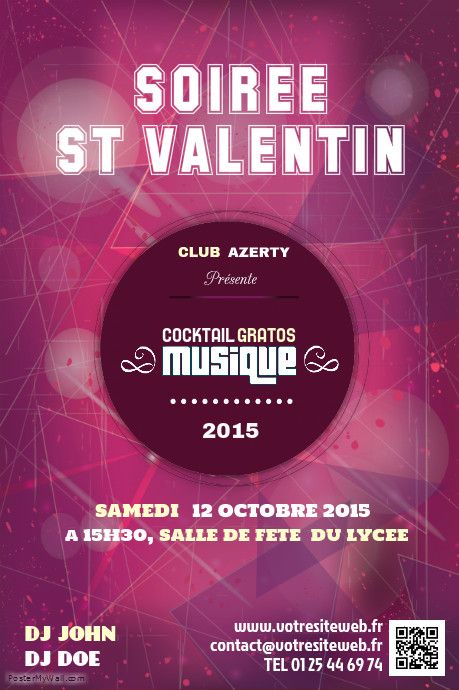 SOIREE
ST VALENTIN
CLUB AZERTY
Présente
COCKTAIL GRATOS
musique
2015
SAMEDI 12 OCTOBRE 2015
A 15H30, SALLE DE FETE DU LYCEE
DJ JOHN
DJ DOE
www.votresiteweb.fr
contact@votresiteweb.fr
TEL 01 25 44 69 74
PosterMyWall.com